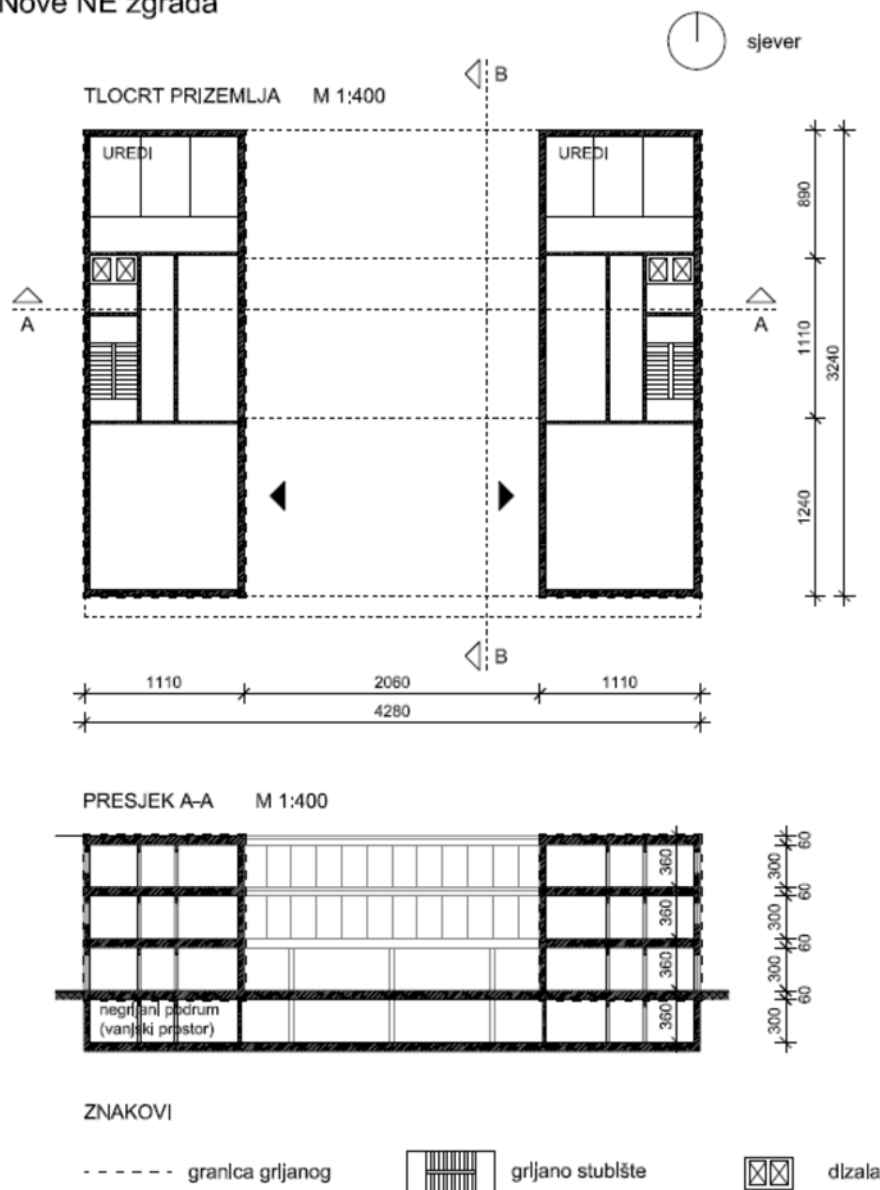 Nove NE zgrada
sjever
B
TLOCRT PRIZEMLJA M 1:400
UREDI
UREDI
890
A
A
1110
3240
1240
B
1110
2060
1110
4280
PRESJEK A-A M 1:400
60
360
300
60
360
300
60
360
300
60
negrijani podrum
(vanjski prostor)
360
300
ZNAKOVI
granica grijanog
grijano stubište
dizala